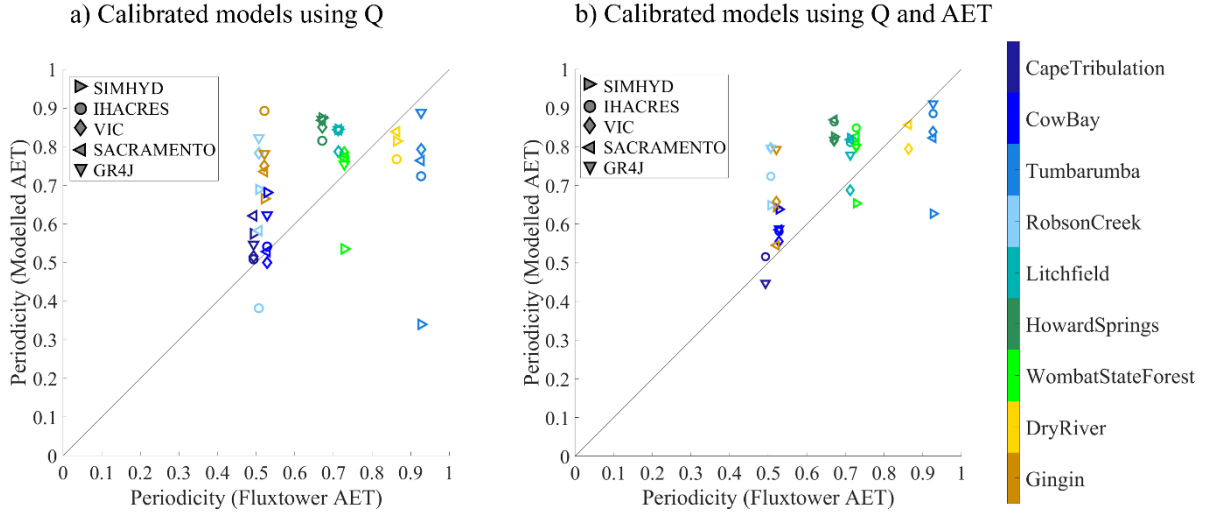 a) Calibrated models using Q
b) Calibrated models using Q and AET
Periodicity (Modelled AET)
1
0.9
0.8
0.7
0.6
0.5
0.4
0.3
0.2
0.1
0
SIMHYD
IHACRES
VIC
SACRAMENTO
GR4J
0 0.1 0.2 0.3 0.4 0.5 0.6 0.7 0.8 0.9 1
Periodicity (Fluxtower AET)
Periodicity (Modelled AET)
1
0.9
0.8
0.7
0.6
0.5
0.4
0.3
0.2
0.1
0
SIMHYD
IHACRES
VIC
SACRAMENTO
GR4J
0 0.1 0.2 0.3 0.4 0.5 0.6 0.7 0.8 0.9 1
Periodicity (Fluxtower AET)
CapeTribulation
CowBay
Tumbarumba
RobsonCreek
Litchfield
HowardSprings
WombatStateForest
DryRiver
Gingin